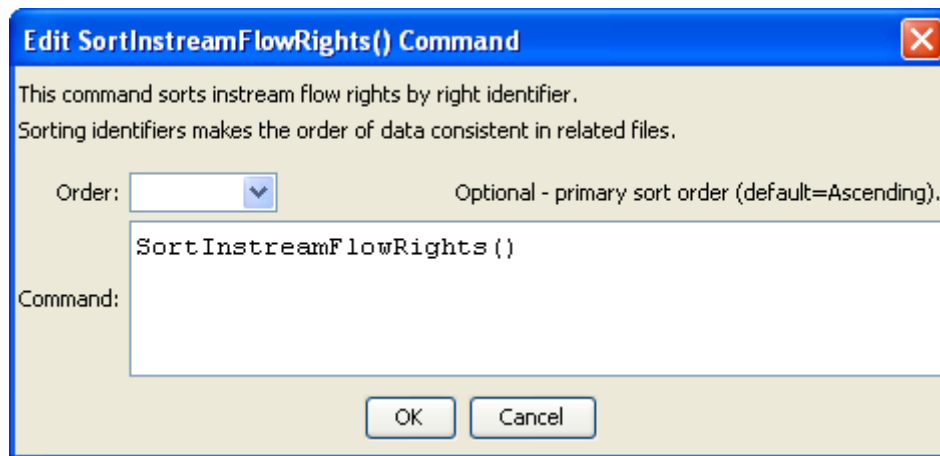 Edit SortInstreamFlowRights() Command
This command sorts instream flow rights by right identifier.
Sorting identifiers makes the order of data consistent in related files.
Order: Optional - primary sort order (default=Ascending).
SortInstreamFlowRights()
Command:
OK Cancel